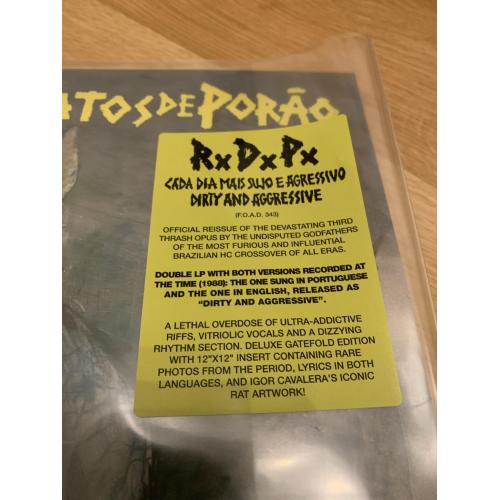 ATOS DE PORÃO
RxDxPx
CADA DIA MAIS SUJO E AGRESSIVO
DIRTY AND AGGRESSIVE
(F.O.A.D. 343)
OFFICIAL REISSUE OF THE DEVASTATING THIRD
THRASH OPUS BY THE UNDISPUTED GODFATHERS
OF THE MOST FURIOUS AND INFLUENTIAL
BRAZILIAN HC CROSSOVER OF ALL ERAS.
DOUBLE LP WITH BOTH VERSIONS RECORDED AT
THE TIME (1988): THE ONE SUNG IN PORTUGUESE
AND THE ONE IN ENGLISH, RELEASED AS
“DIRTY AND AGGRESSIVE”.
A LETHAL OVERDOSE OF ULTRA-ADDICTIVE
RIFFS, VITRIOLIC VOCALS AND A DIZZYING
RHYTHM SECTION. DELUXE GATEFOLD EDITION
WITH 12"X12" INSERT CONTAINING RARE
PHOTOS FROM THE PERIOD, LYRICS IN BOTH
LANGUAGES, AND IGOR CAVALERA'S ICONIC
RAT ARTWORK!